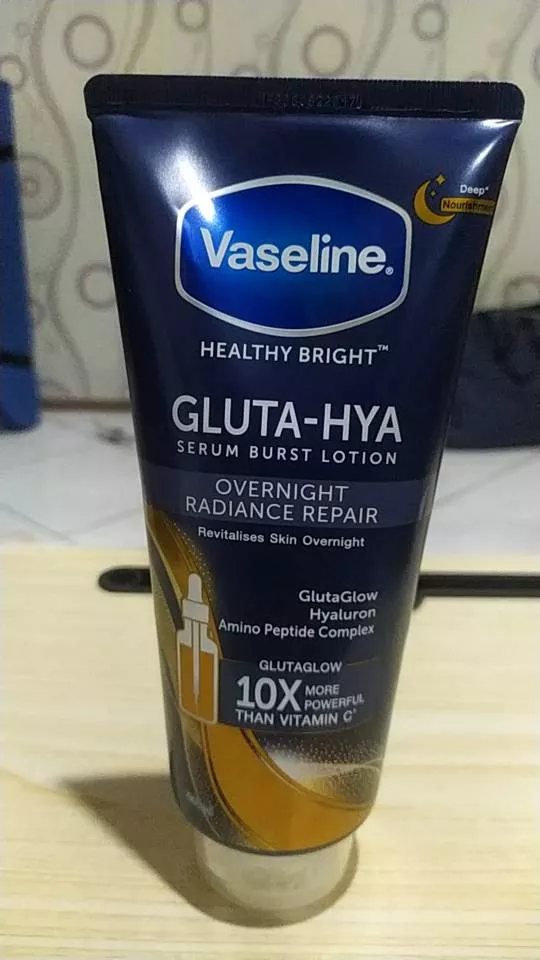 Deep*
Nourishment
Vaseline®
HEALTHY BRIGHT™
GLUTA-HYA
SERUM BURST LOTION
OVERNIGHT
RADIANCE REPAIR
Revitalises Skin Overnight
GlutaGlow
Hyaluron
Amino Peptide Complex
GLUTAGLOW
10X MORE
POWERFUL
THAN VITAMIN C^